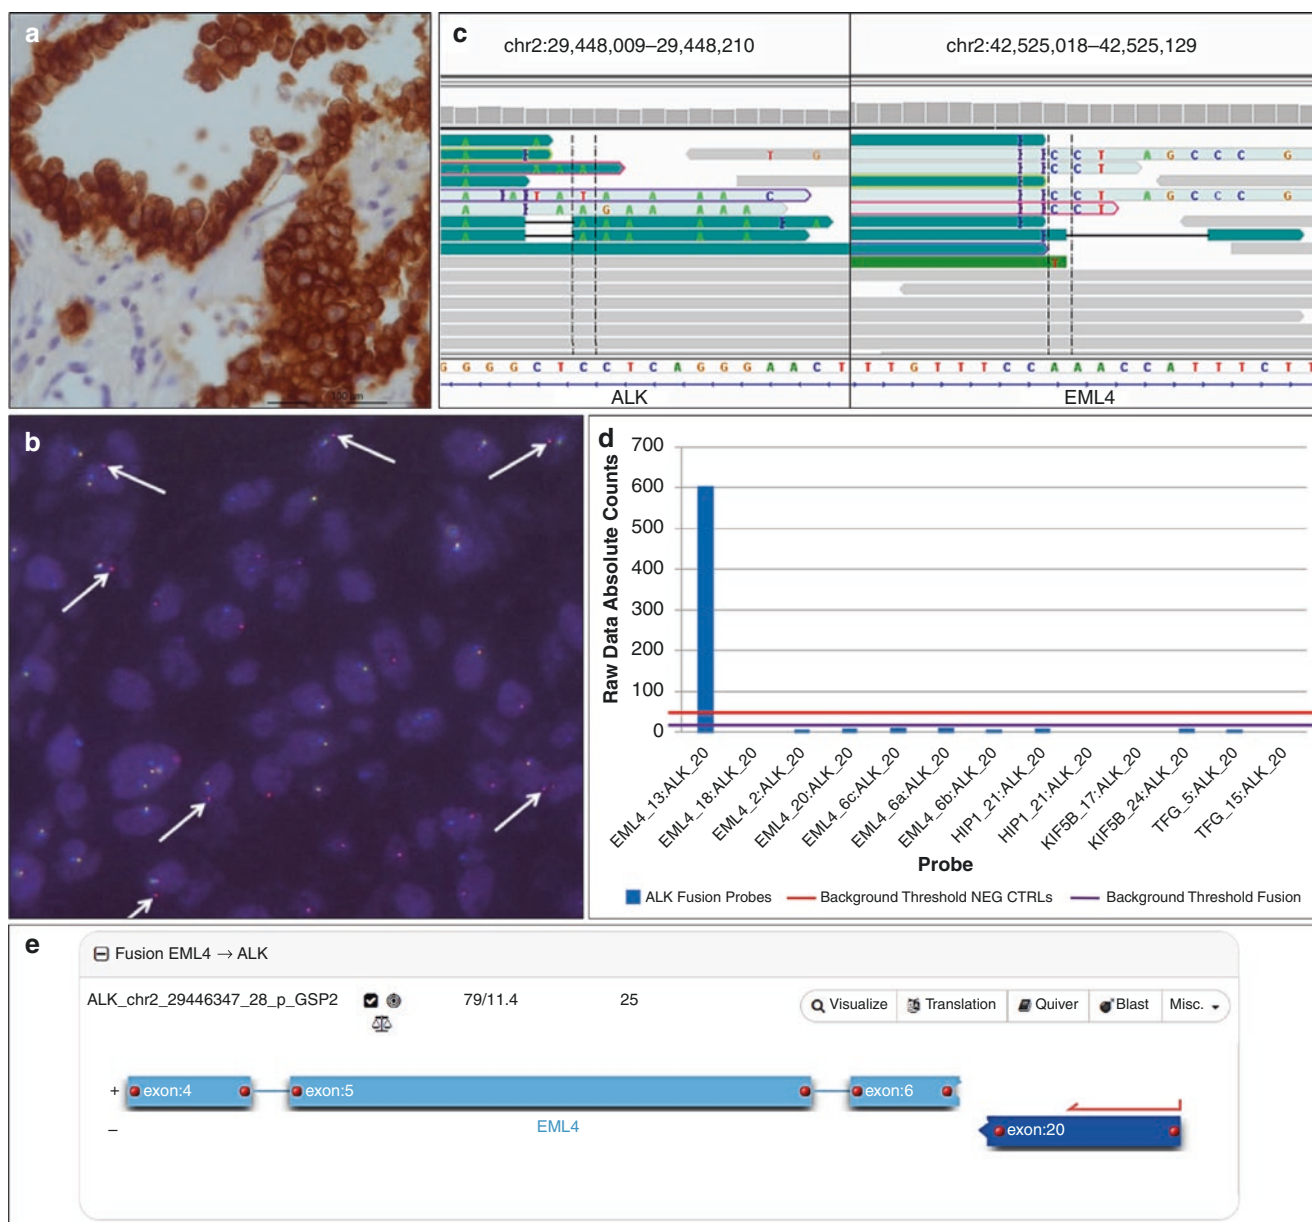 a
100 µm
c
chr2:29,448,009–29,448,210
chr2:42,525,018–42,525,129
G G G G C T C C T C A G G G A A C T
T T G T T T C C A A A C C A T T T C T T
ALK
EML4
b
d
Raw Data Absolute Counts
700
600
500
400
300
200
100
0
EML4_13:ALK_20
EML4_18:ALK_20
EML4_2:ALK_20
EML4_20:ALK_20
EML4_6c:ALK_20
EML4_6a:ALK_20
EML4_6b:ALK_20
HIP1_21:ALK_20
HIP1_21:ALK_20
KIF5B_17:ALK_20
KIF5B_24:ALK_20
TFG_5:ALK_20
TFG_15:ALK_20
Probe
ALK Fusion Probes
Background Threshold NEG CTRLs
Background Threshold Fusion
e
Fusion EML4 → ALK
ALK_chr2_29446347_28_p_GSP2
79/11.4
25
Visualize
Translation
Quiver
Blast
Misc.
+
exon:4
exon:5
exon:6
–
EML4
exon:20